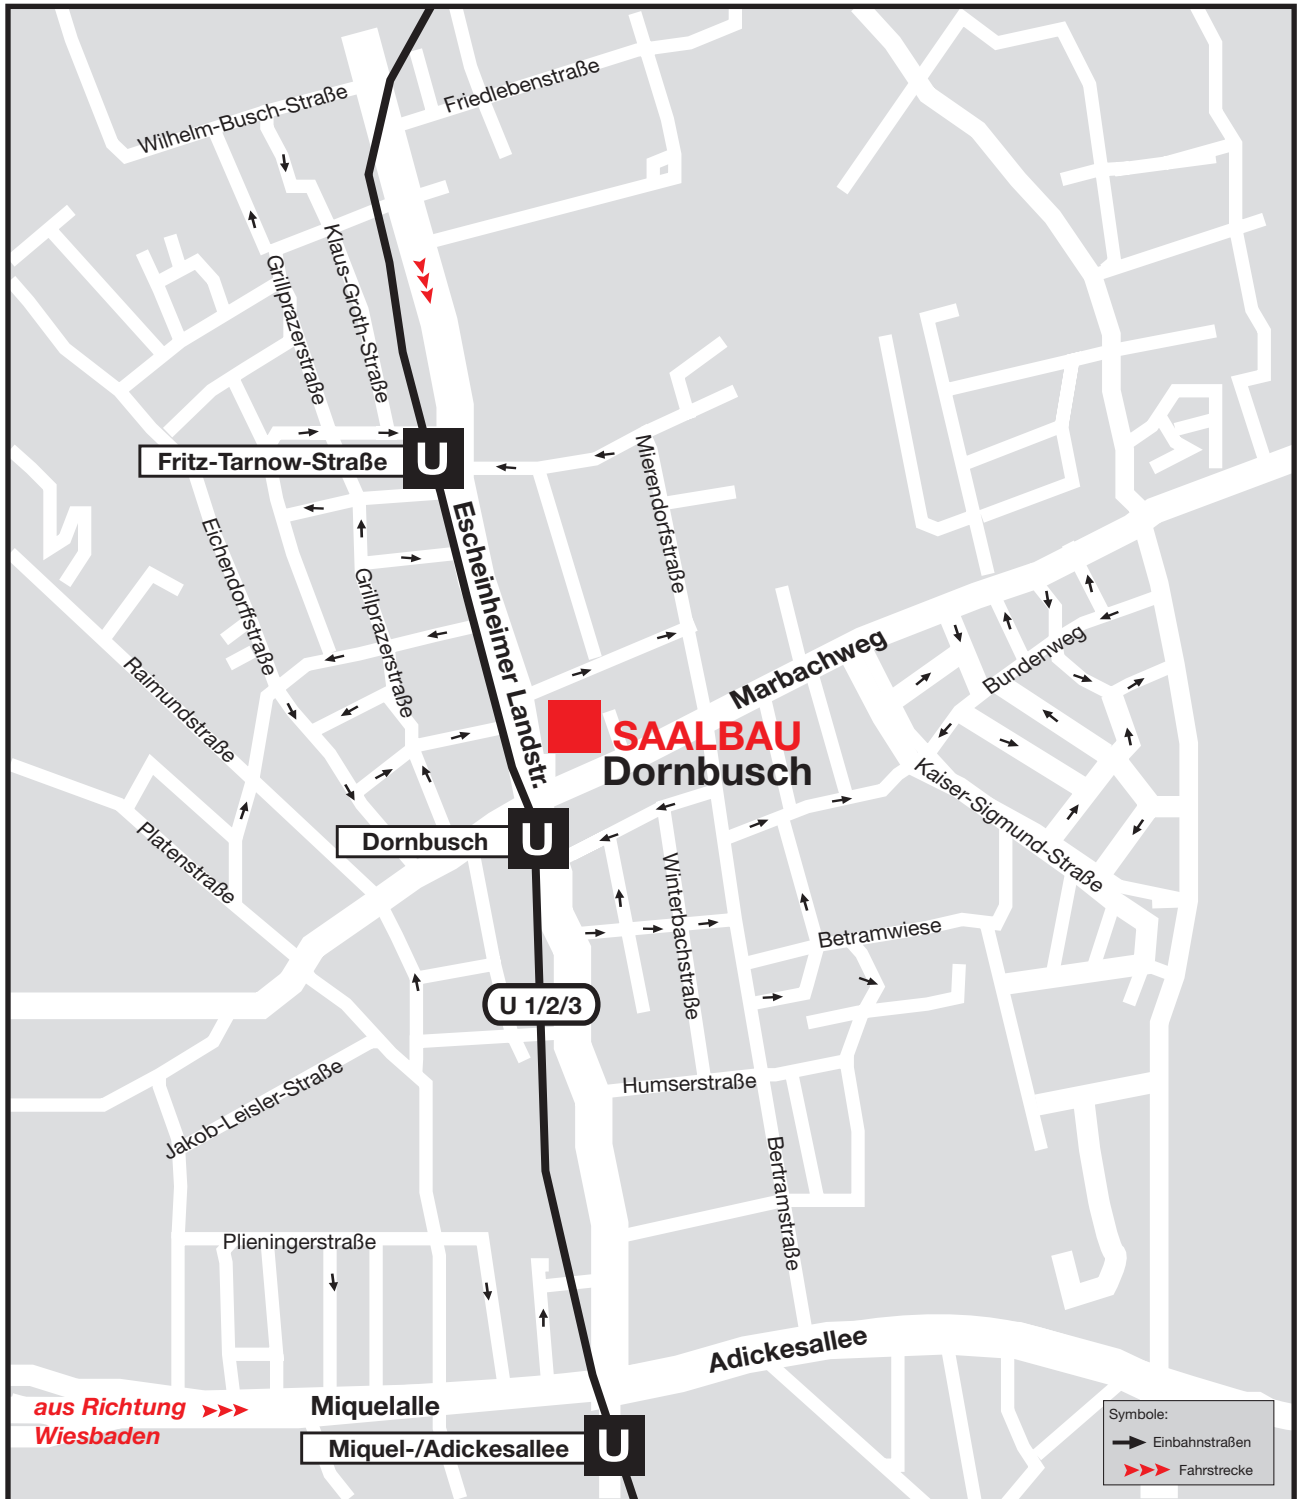 Friedlebenstraße
Wilhelm-Busch-Straße
Klaus-Groth-Straße
Grillprazerstraße
Fritz-Tarnow-Straße
U
Mierendorfstraße
Escheinheimer Landstr.
Eichendorffstraße
Grillprazerstraße
Raimundstraße
Marbachweg
Bundenweg
SAALBAU
Dornbusch
Kaiser-Sigmund-Straße
Dornbusch
U
Platenstraße
Winterbachstraße
Betramwiese
U 1/2/3
Humserstraße
Jakob-Leisler-Straße
Bertramstraße
Plieningerstraße
Adickesallee
aus Richtung
Wiesbaden
Miquelalle
Miquel-/Adickesallee
U
Symbole:
Einbahnstraßen
Fahrstrecke